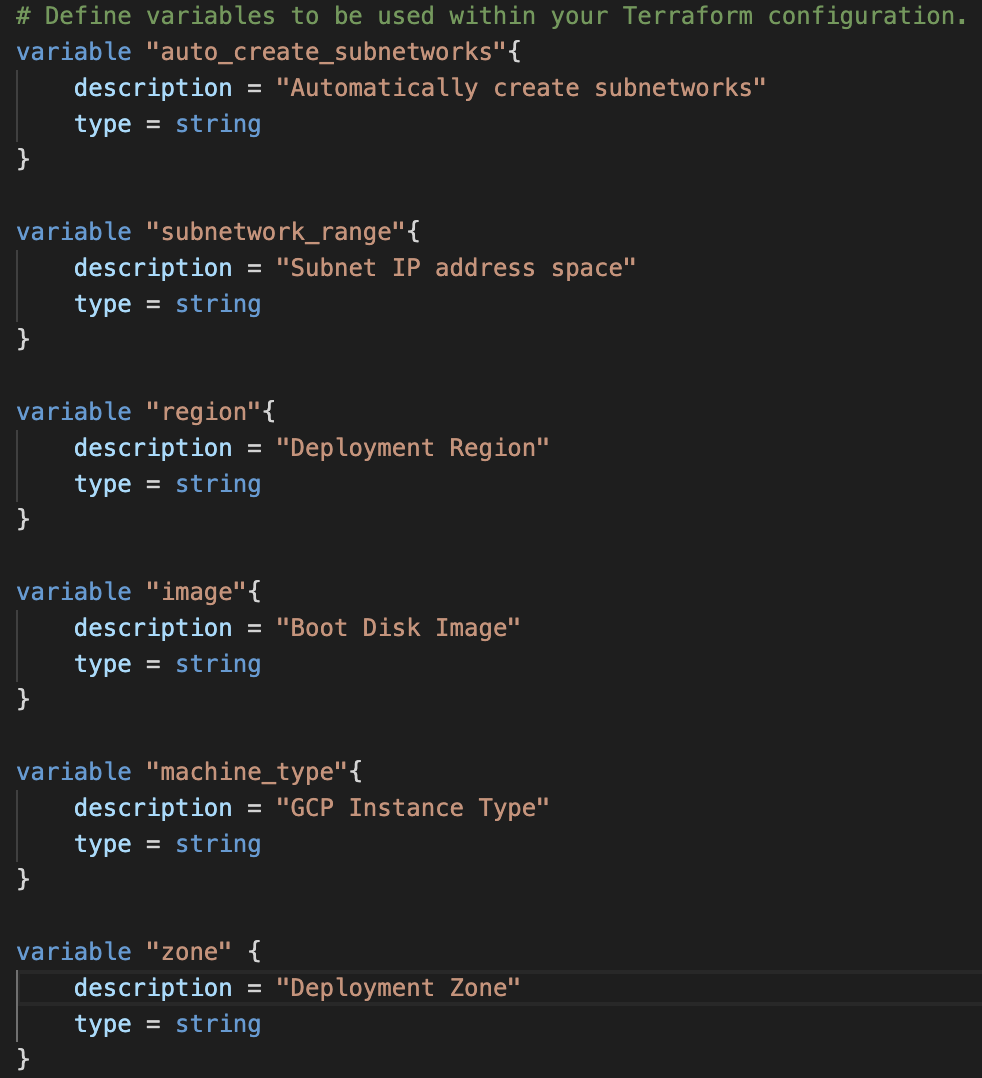 # Define variables to be used within your Terraform configuration.
variable "auto_create_subnetworks"{
    description = "Automatically create subnetworks"
    type = string
}

variable "subnetwork_range"{
    description = "Subnet IP address space"
    type = string
}

variable "region"{
    description = "Deployment Region"
    type = string
}

variable "image"{
    description = "Boot Disk Image"
    type = string
}

variable "machine_type"{
    description = "GCP Instance Type"
    type = string
}

variable "zone" {
    description = "Deployment Zone"
    type = string
}